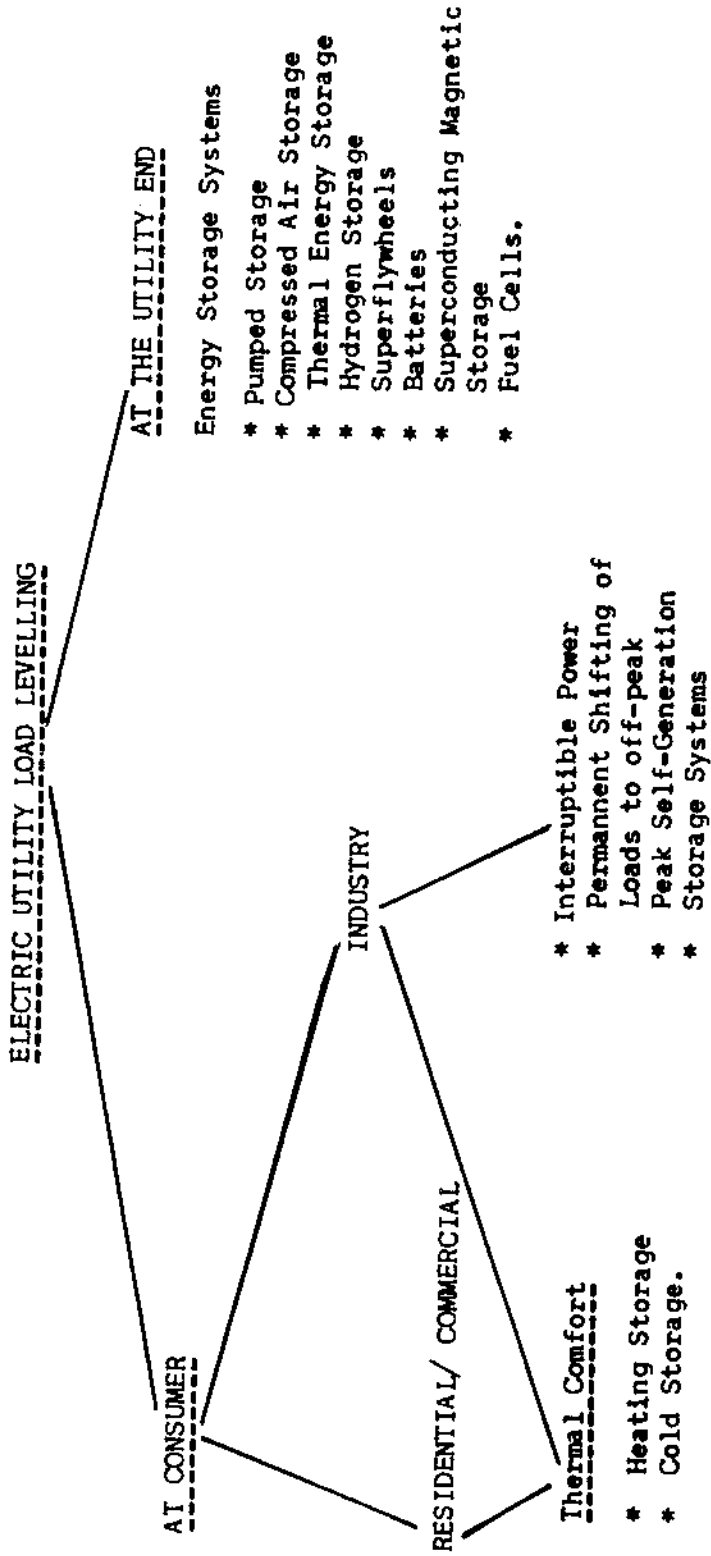 ELECTRIC UTILITY LOAD LEVELLING
AT CONSUMER
AT THE UTILITY END
Energy Storage Systems
* Pumped Storage
* Compressed Air Storage
* Thermal Energy Storage
* Hydrogen Storage
* Superflywheels
* Batteries
* Superconducting Magnetic
Storage
* Fuel Cells.
RESIDENTIAL/ COMMERCIAL
INDUSTRY
Thermal Comfort
* Heating Storage
* Cold Storage.
* Interruptible Power
* Permannent Shifting of
Loads to off-peak
* Peak Self-Generation
* Storage Systems